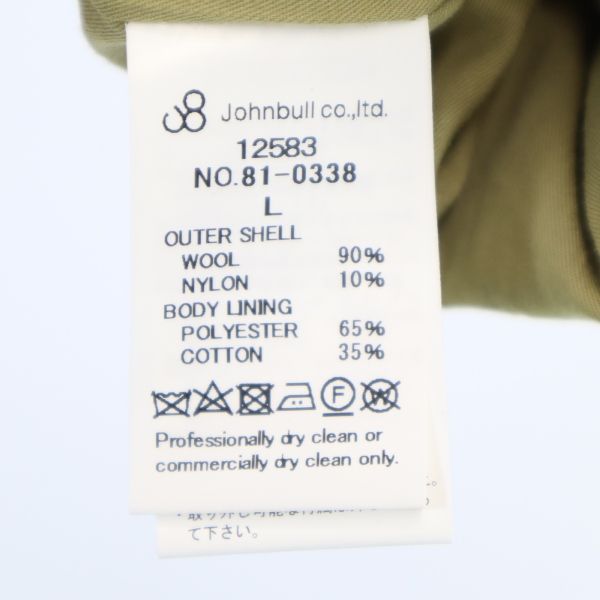 Johnbull co.,ltd.
12583
NO.81-0338
L
OUTER SHELL
WOOL 90%
NYLON 10%
BODY LINING
POLYESTER 65%
COTTON 35%
F W
Professionally dry clean or
commercially dry clean only.
て下さい。